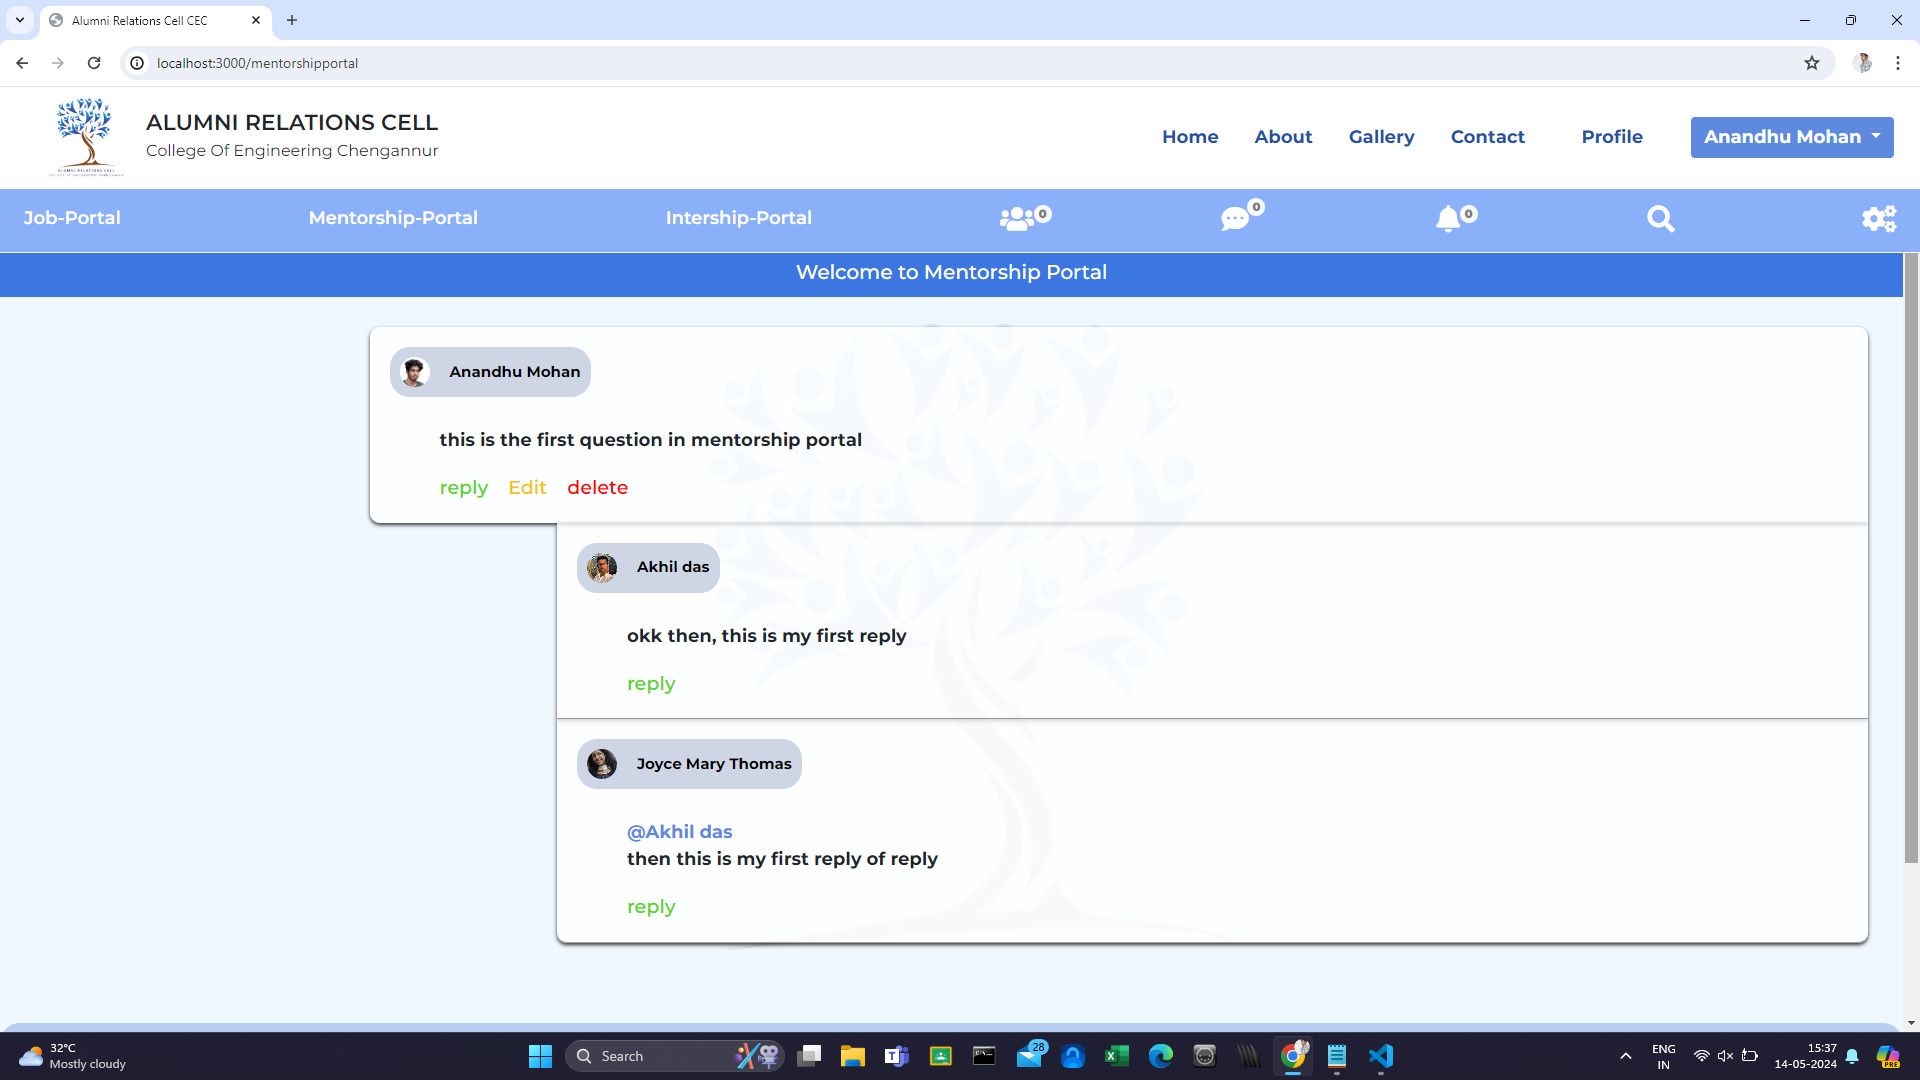 Alumni Relations Cell CEC
localhost:3000/mentorshipportal
ALUMNI RELATIONS CELL
College Of Engineering Chengannur
Home About Gallery Contact Profile Anandhu Mohan
Job-Portal Mentorship-Portal Intership-Portal 0 0 0
Welcome to Mentorship Portal
Anandhu Mohan
this is the first question in mentorship portal
reply Edit delete
Akhil das
okk then, this is my first reply
reply
Joyce Mary Thomas
@Akhil das
then this is my first reply of reply
reply
32°C
Mostly cloudy
Search
28
ENG
IN
15:37
14-05-2024
PRE